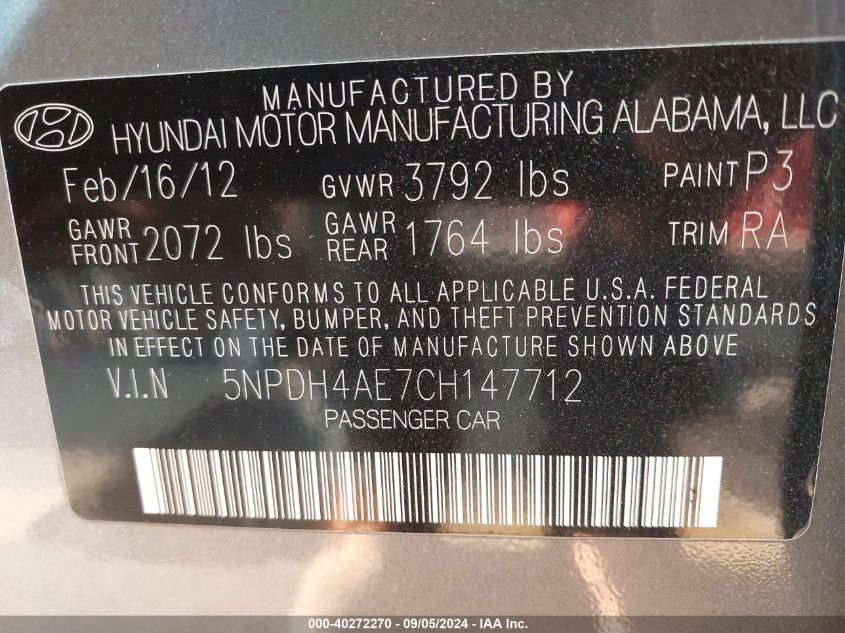 MANUFACTURED BY
HYUNDAI MOTOR MANUFACTURING ALABAMA, LLC
Feb/16/12 GVWR 3792 lbs PAINT P3
GAWR FRONT 2072 lbs GAWR REAR 1764 lbs TRIM RA
THIS VEHICLE CONFORMS TO ALL APPLICABLE U.S.A. FEDERAL
MOTOR VEHICLE SAFETY, BUMPER, AND THEFT PREVENTION STANDARDS
IN EFFECT ON THE DATE OF MANUFACTURE SHOWN ABOVE
V.I.N 5NPDH4AE7CH147712
PASSENGER CAR
000-40272270 - 09/05/2024 - IAA Inc.